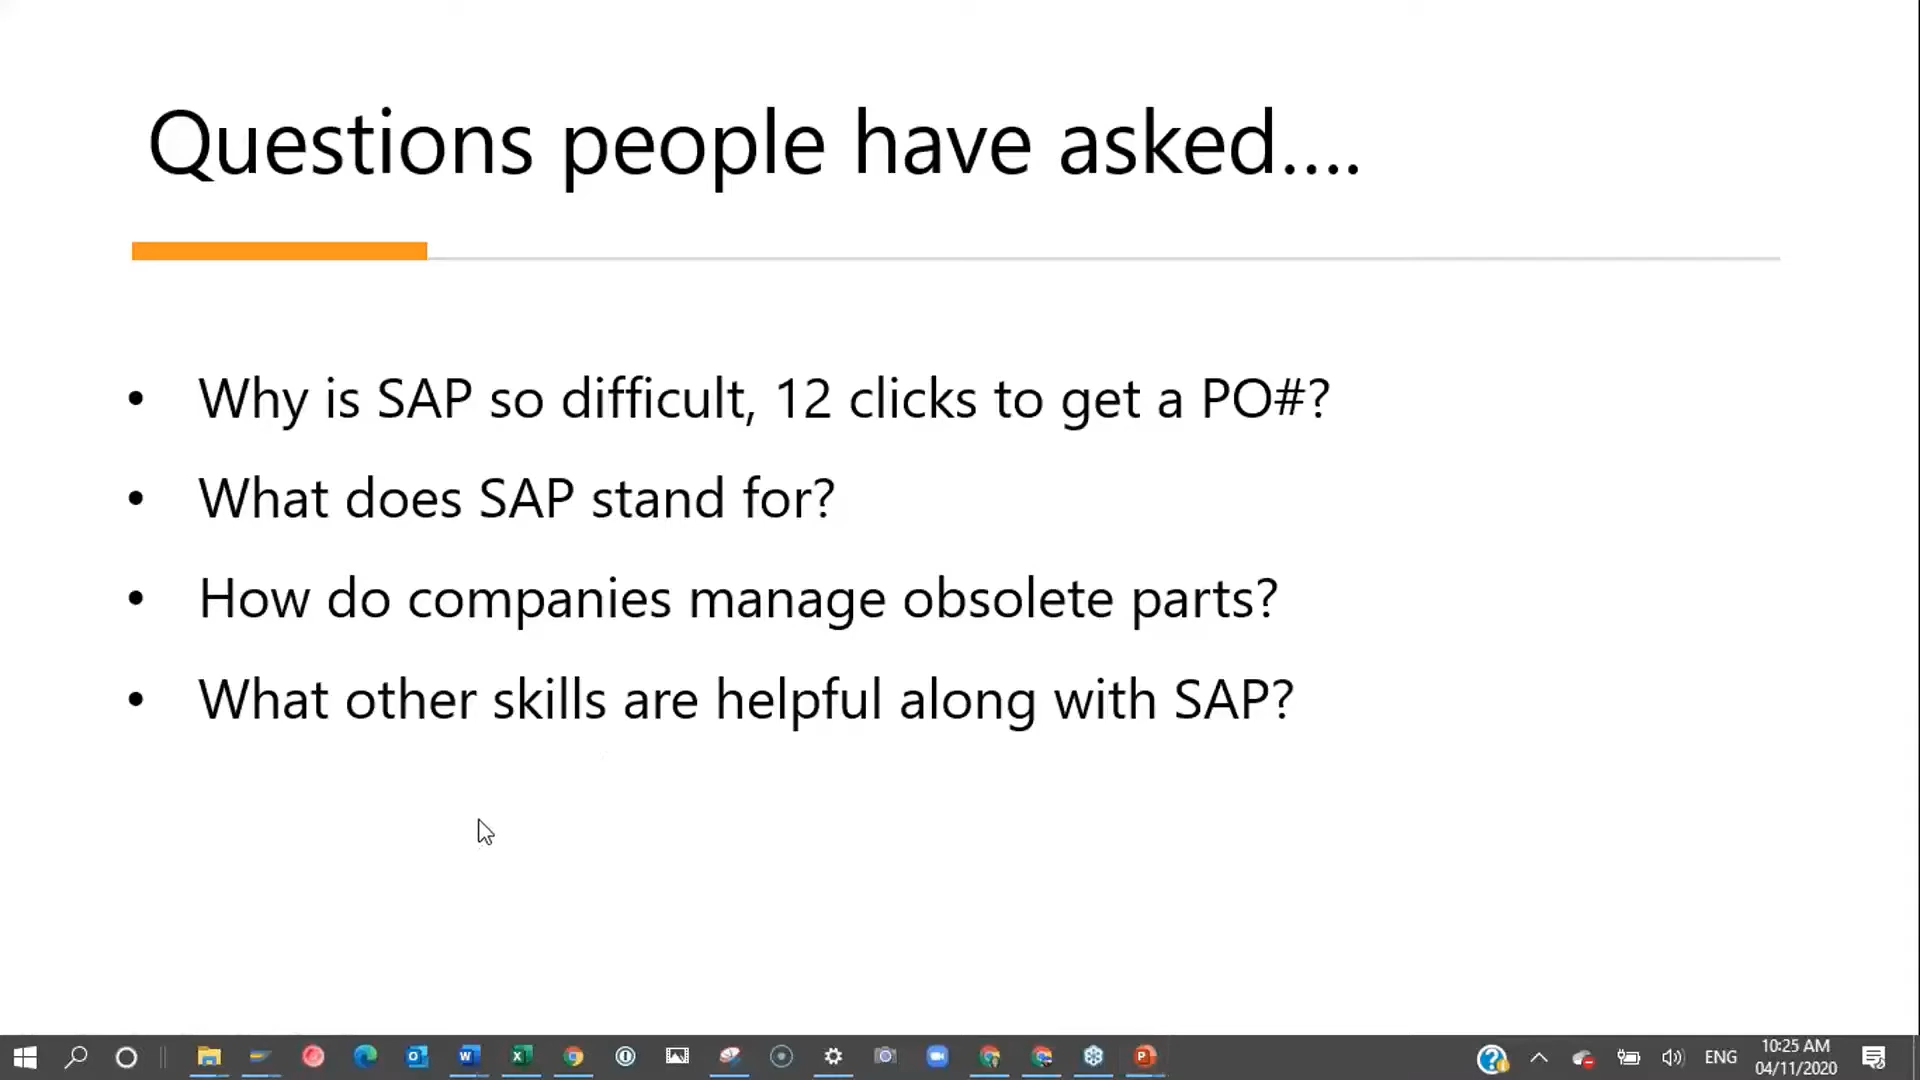 Questions people have asked....
• Why is SAP so difficult, 12 clicks to get a PO#?
• What does SAP stand for?
• How do companies manage obsolete parts?
• What other skills are helpful along with SAP?
ENG
10:25 AM
04/11/2020